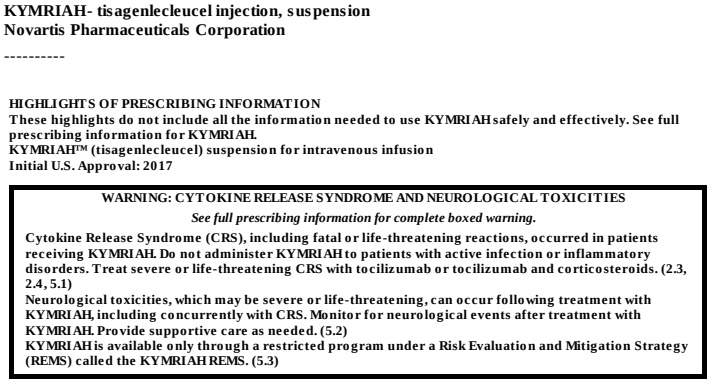 KYMRIAH- tisagenlecleucel injection, suspension
Novartis Pharmaceuticals Corporation
----------
HIGHLIGHTS OF PRESCRIBING INFORMATION
These highlights do not include all the information needed to use KYMRIAH safely and effectively. See full
prescribing information for KYMRIAH.
KYMRIAH™ (tisagenlecleucel) suspension for intravenous infusion
Initial U.S. Approval: 2017
WARNING: CYTOKINE RELEASE SYNDROME AND NEUROLOGICAL TOXICITIES
See full prescribing information for complete boxed warning.
Cytokine Release Syndrome (CRS), including fatal or life-threatening reactions, occurred in patients
receiving KYMRIAH. Do not administer KYMRIAH to patients with active infection or inflammatory
disorders. Treat severe or life-threatening CRS with tocilizumab or tocilizumab and corticosteroids. (2.3,
2.4, 5.1)
Neurological toxicities, which may be severe or life-threatening, can occur following treatment with
KYMRIAH, including concurrently with CRS. Monitor for neurological events after treatment with
KYMRIAH. Provide supportive care as needed. (5.2)
KYMRIAH is available only through a restricted program under a Risk Evaluation and Mitigation Strategy
(REMS) called the KYMRIAH REMS. (5.3)